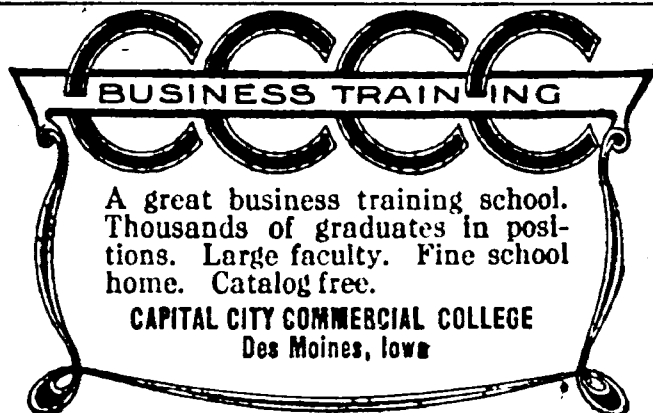 CCCC
BUSINESS TRAINING
A great business training school.
Thousands of graduates in posi-
tions. Large faculty. Fine school
home. Catalog free.
CAPITAL CITY COMMERCIAL COLLEGE
Des Moines, Iowa